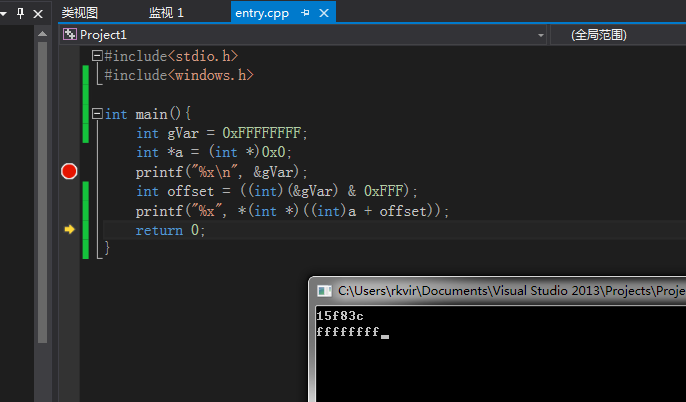 类视图 监视 1 entry.cpp
Project1 (全局范围)
#include<stdio.h>
#include<windows.h>
int main(){
int gVar = 0xFFFFFFFF;
int *a = (int *)0x0;
printf("%x\n", &gVar);
int offset = ((int)(&gVar) & 0xFFF);
printf("%x", *(int *)((int)a + offset));
return 0;
}
C:\Users\rkvir\Documents\Visual Studio 2013\Projects\Proje
15f83c
ffffffff